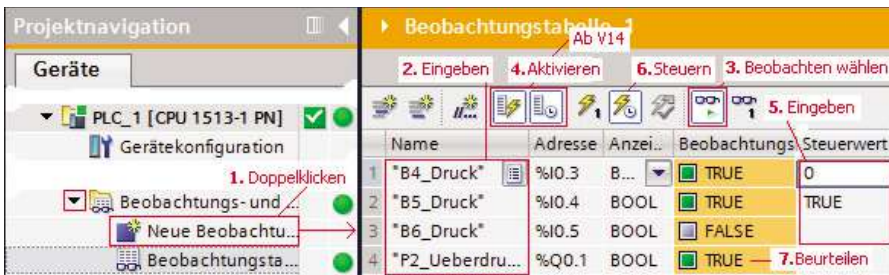 Projektnavigation
Beobachtungstabelle_1
Ab V14
Geräte
2. Eingeben
4. Aktivieren
6. Steuern
3. Beobachten wählen
5. Eingeben
PLC_1 [CPU 1513-1 PN]
Gerätekonfiguration
1. Doppelklicken
Beobachtungs- und ...
Neue Beobachtu...
Beobachtungsta...
Name Adresse Anzei.. Beobachtungs Steuerwert
1 "B4_Druck" %I0.3 B... TRUE 0
2 "B5_Druck" %I0.4 BOOL TRUE TRUE
3 "B6_Druck" %I0.5 BOOL FALSE
4 "P2_Ueberdru... %Q0.1 BOOL TRUE 7. Beurteilen